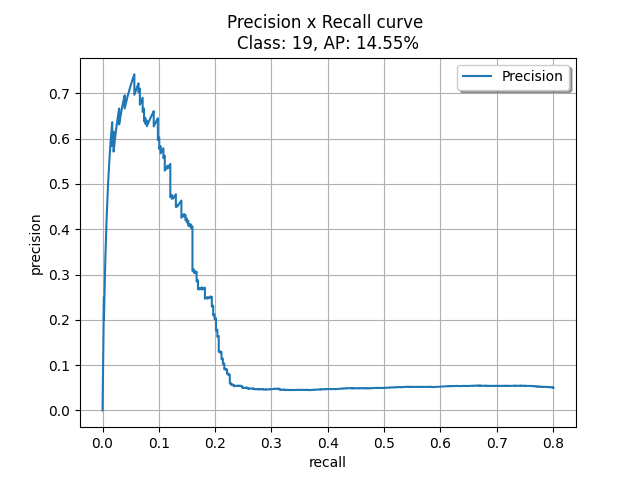 Precision x Recall curve
Class: 19, AP: 14.55%
Precision
precision
0.7
0.6
0.5
0.4
0.3
0.2
0.1
0.0
0.0 0.1 0.2 0.3 0.4 0.5 0.6 0.7 0.8
recall